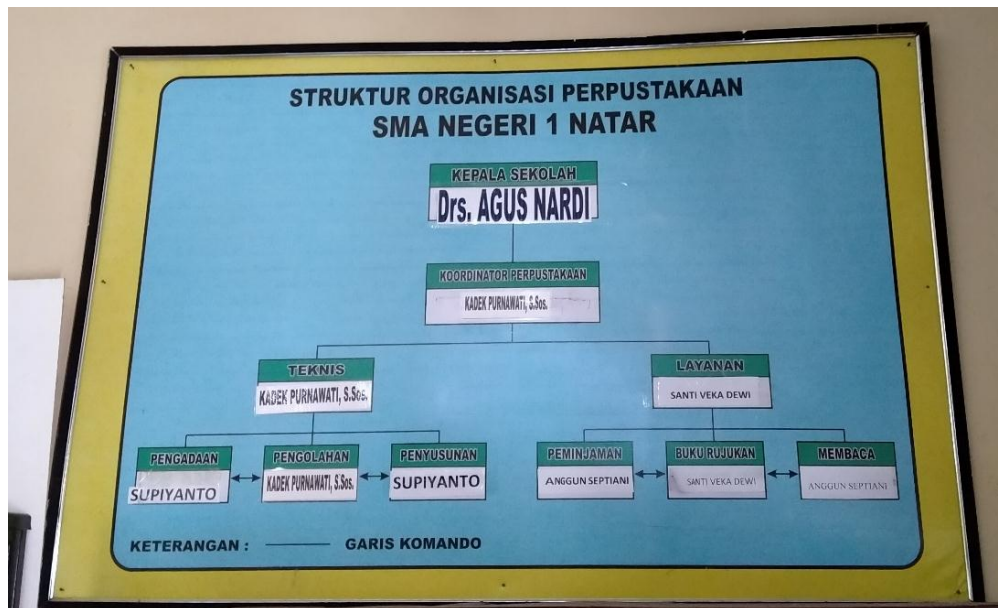 STRUKTUR ORGANISASI PERPUSTAKAAN
SMA NEGERI 1 NATAR
KEPALA SEKOLAH
Drs. AGUS NARDI
KOORDINATOR PERPUSTAKAAN
KADEK PURNAWATI, S.Sos.
TEKNIS
KADEK PURNAWATI, S.Sos.
LAYANAN
SANTI VEKA DEWI
PENGADAAN
SUPIYANTO
PENGOLAHAN
KADEK PURNAWATI, S.Sos.
PENYUSUNAN
SUPIYANTO
PEMINJAMAN
ANGGUN SEPTIANI
BUKU RUJUKAN
SANTI VEKA DEWI
MEMBACA
ANGGUN SEPTIANI
KETERANGAN : GARIS KOMANDO